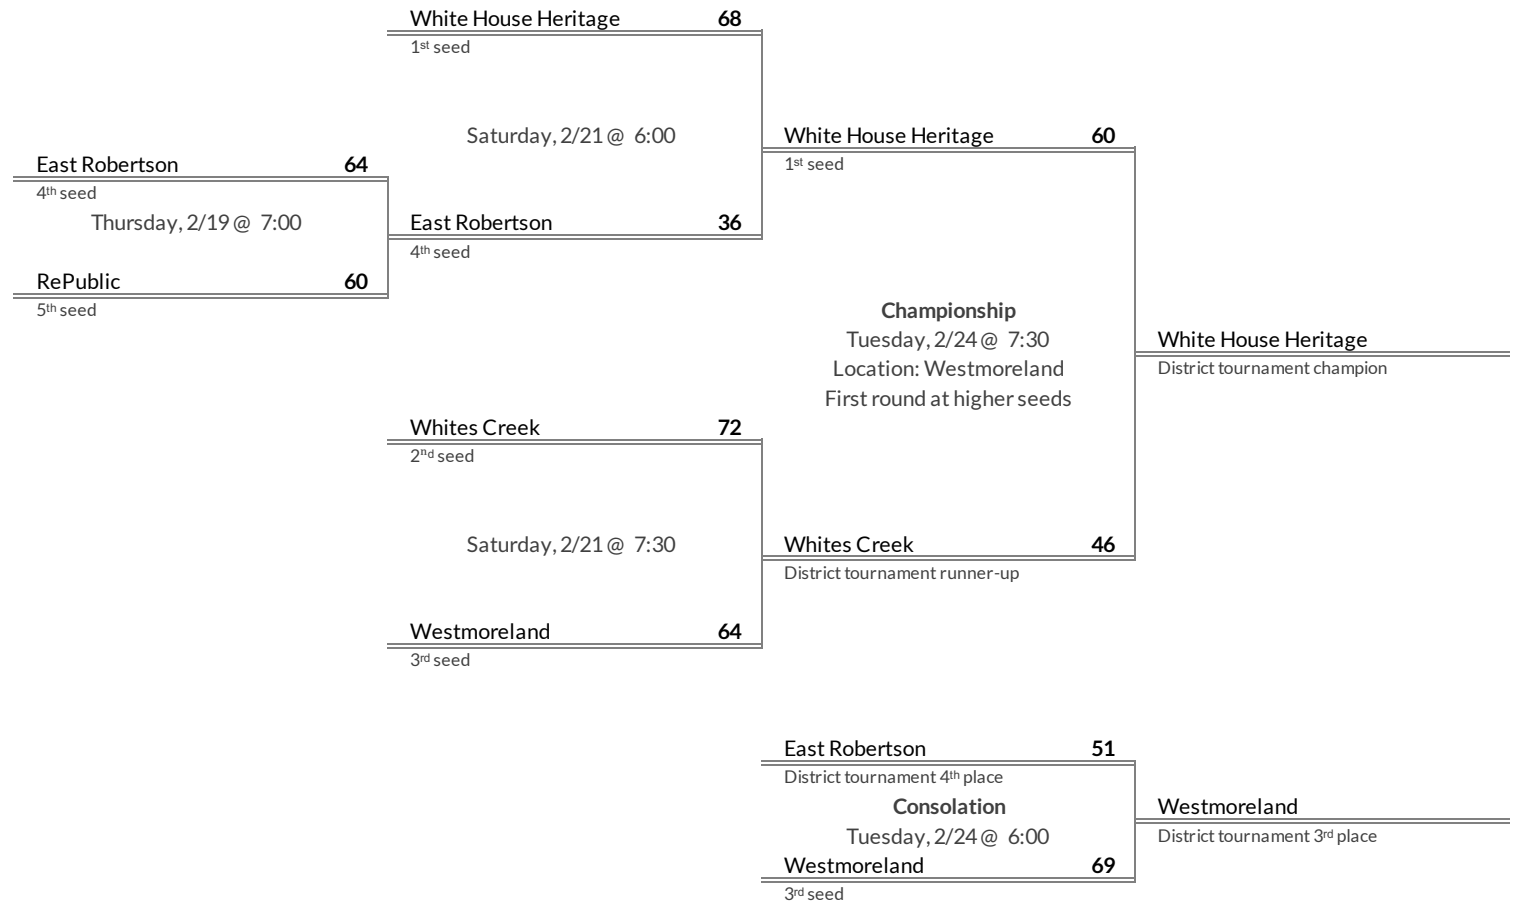 White House Heritage 68
1st seed
Saturday, 2/21 @ 6:00
White House Heritage 60
1st seed
East Robertson 64
4th seed
Thursday, 2/19 @ 7:00
East Robertson 36
4th seed
RePublic 60
5th seed
Championship
Tuesday, 2/24 @ 7:30
Location: Westmoreland
First round at higher seeds
White House Heritage
District tournament champion
Whites Creek 72
2nd seed
Saturday, 2/21 @ 7:30
Whites Creek 46
District tournament runner-up
Westmoreland 64
3rd seed
East Robertson 51
District tournament 4th place
Consolation
Tuesday, 2/24 @ 6:00
Westmoreland
District tournament 3rd place
Westmoreland 69
3rd seed